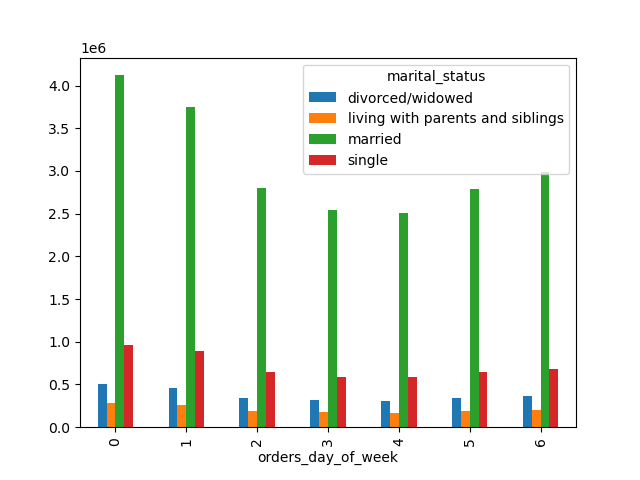 1e6
4.0
3.5
3.0
2.5
2.0
1.5
1.0
0.5
0.0
marital_status
divorced/widowed
living with parents and siblings
married
single
0 1 2 3 4 5 6
orders_day_of_week